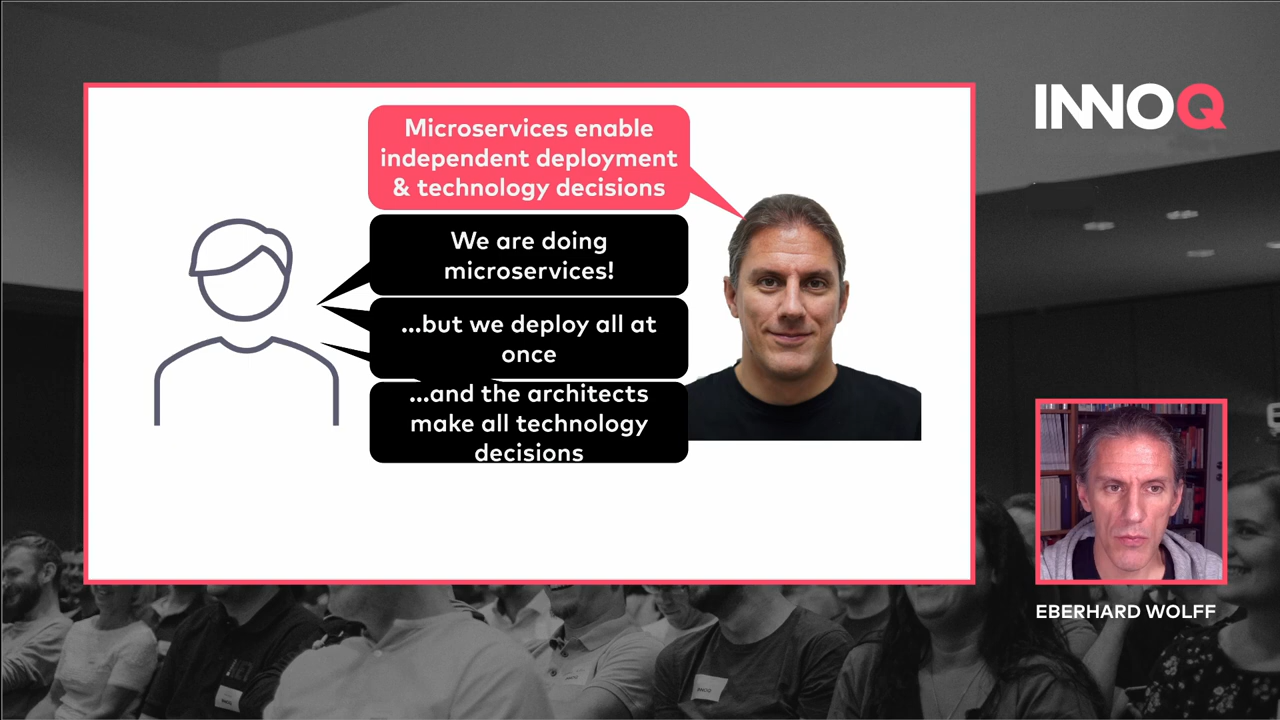 INNOQ
Microservices enable
independent deployment
& technology decisions
We are doing
microservices!
...but we deploy all at
once
...and the architects
make all technology
decisions
EBERHARD WOLFF
INNOQ